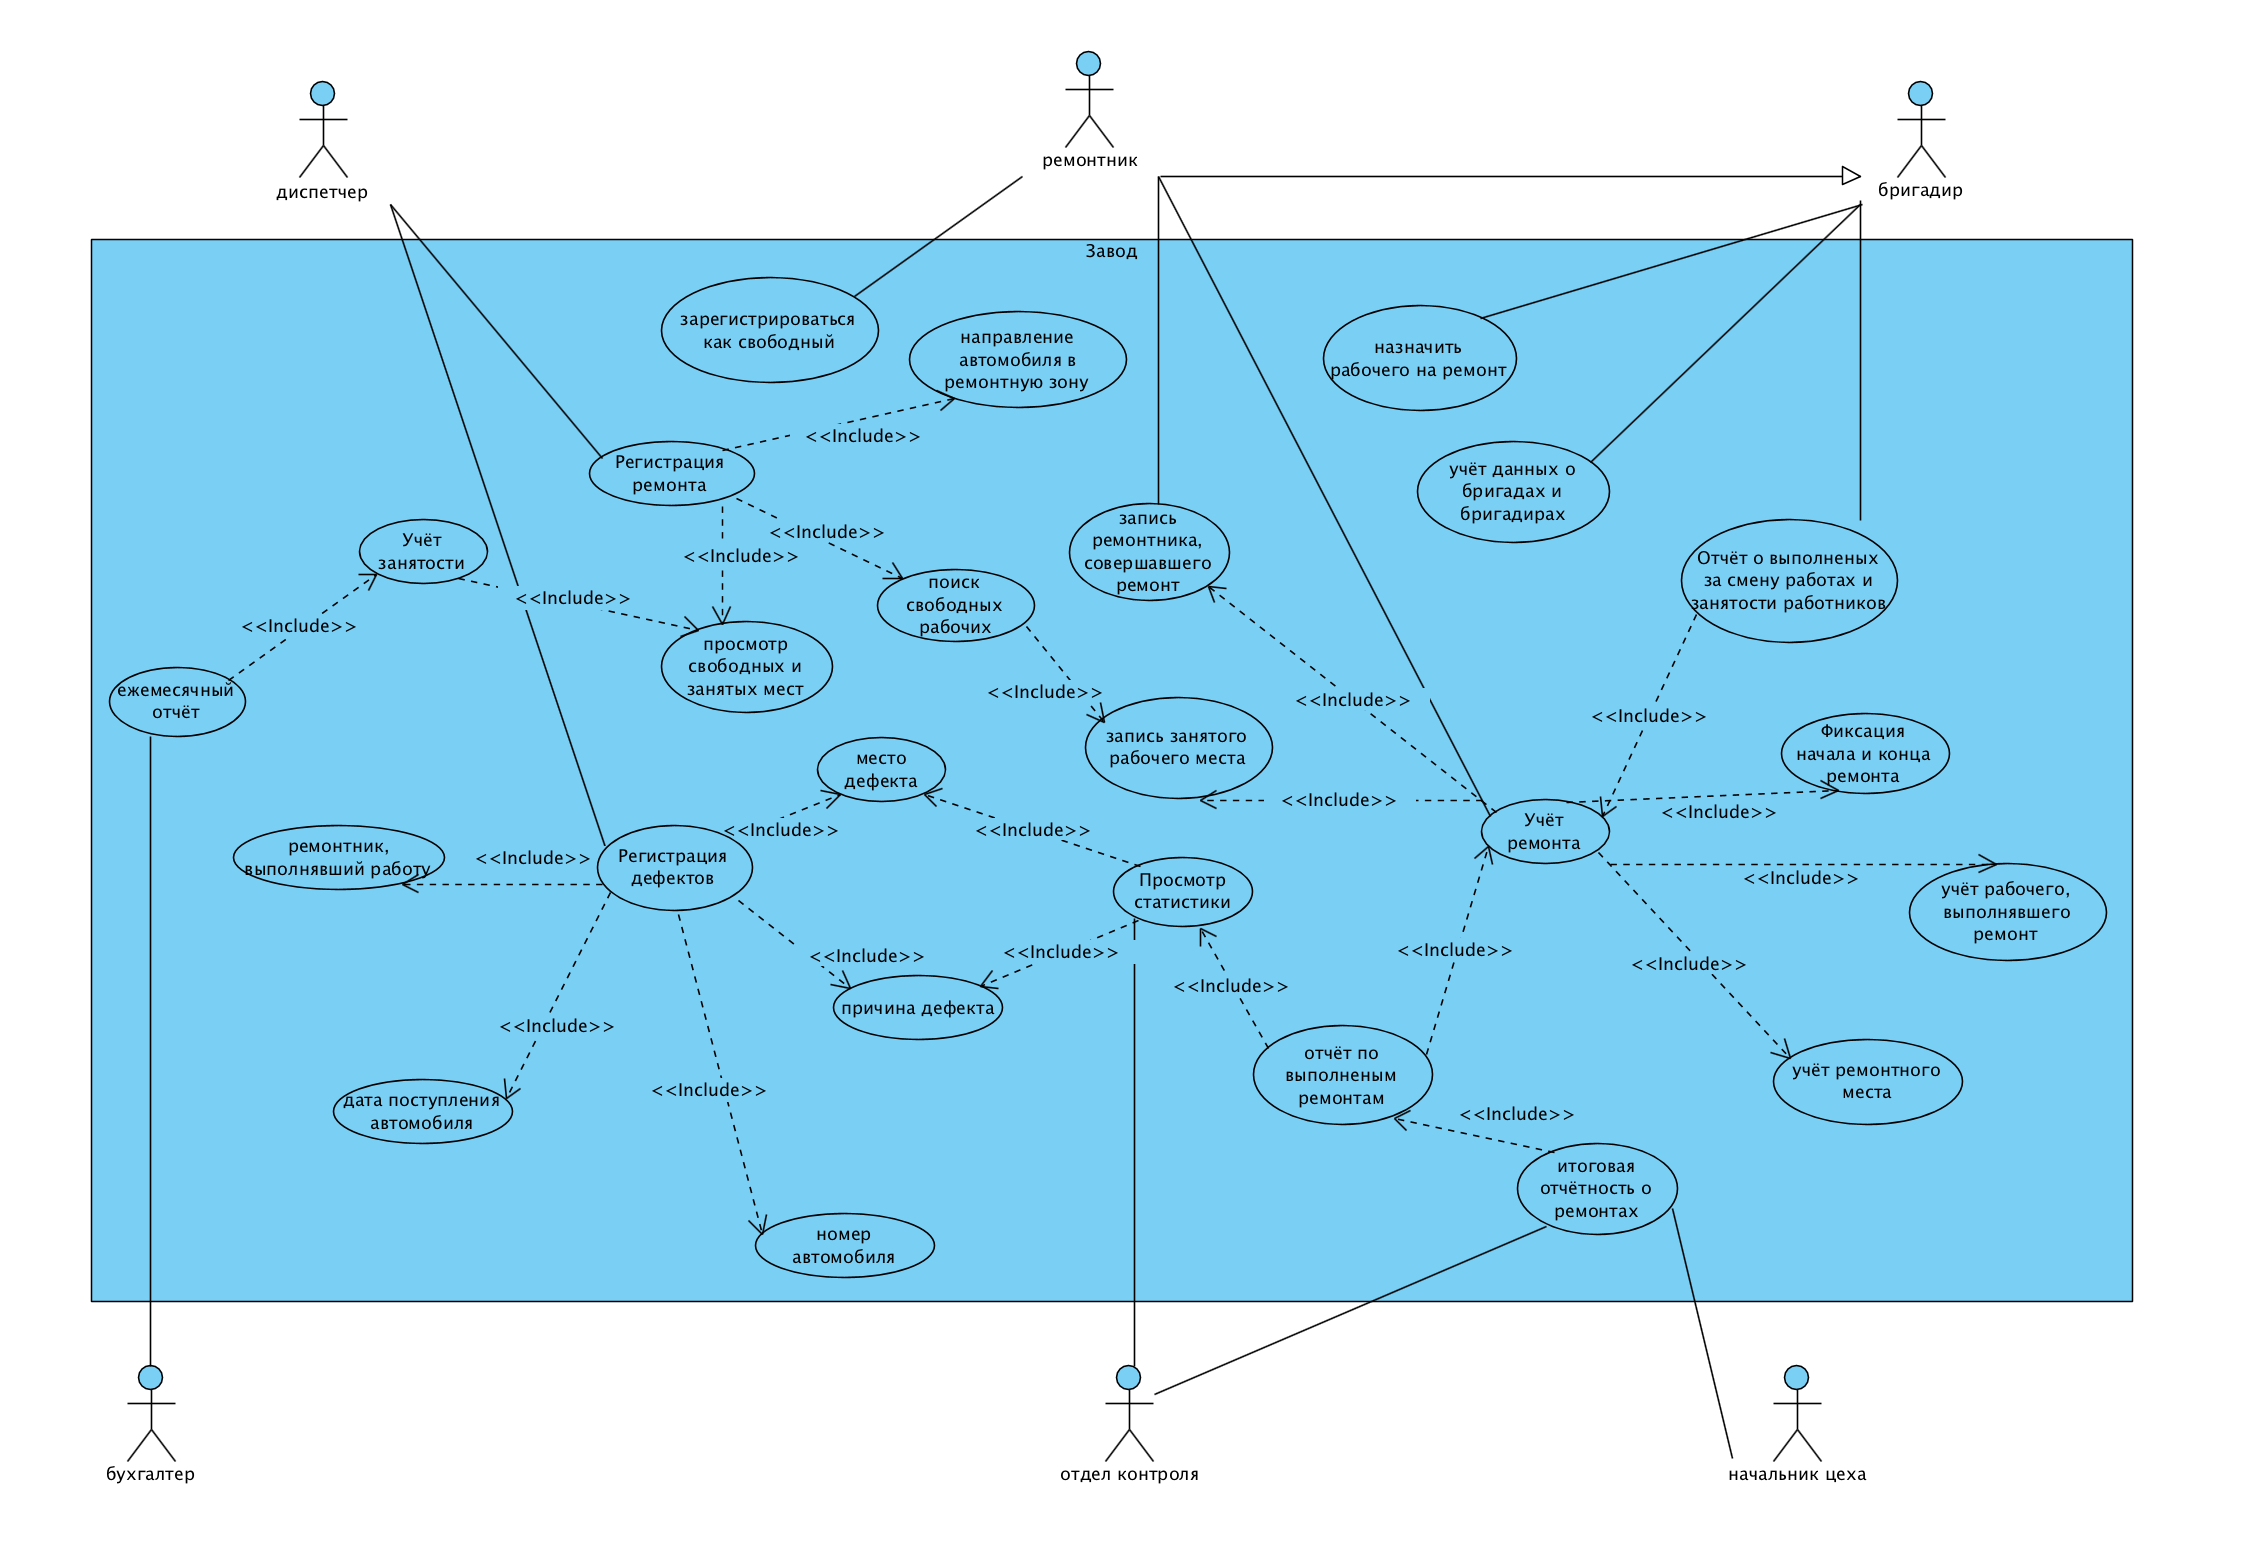 ремонтник
диспетчер
бригадир
Завод
зарегистрироваться
как свободный
направление
автомобиля в
ремонтную зону
назначить
рабочего на ремонт
<<Include>>
Регистрация
ремонта
учёт данных о
бригадах и
бригадирах
Учёт
занятости
<<Include>>
<<Include>>
запись
ремонтника,
совершавшего
ремонт
Отчёт о выполненых
за смену работах и
занятости работников
<<Include>>
поиск
свободных
рабочих
<<Include>>
просмотр
свободных и
занятых мест
ежемесячный
отчёт
<<Include>>
<<Include>>
<<Include>>
запись занятого
рабочего места
Фиксация
начала и конца
ремонта
место
дефекта
<<Include>>
<<Include>>
<<Include>>
<<Include>>
Учёт
ремонта
ремонтник,
выполнявший работу
<<Include>>
Регистрация
дефектов
Просмотр
статистики
<<Include>>
учёт рабочего,
выполнявшего
ремонт
<<Include>>
<<Include>>
<<Include>>
<<Include>>
<<Include>>
причина дефекта
<<Include>>
отчёт по
выполненым
ремонтам
учёт ремонтного
места
<<Include>>
дата поступления
автомобиля
<<Include>>
итоговая
отчётность о
ремонтах
номер
автомобиля
бухгалтер
отдел контроля
начальник цеха